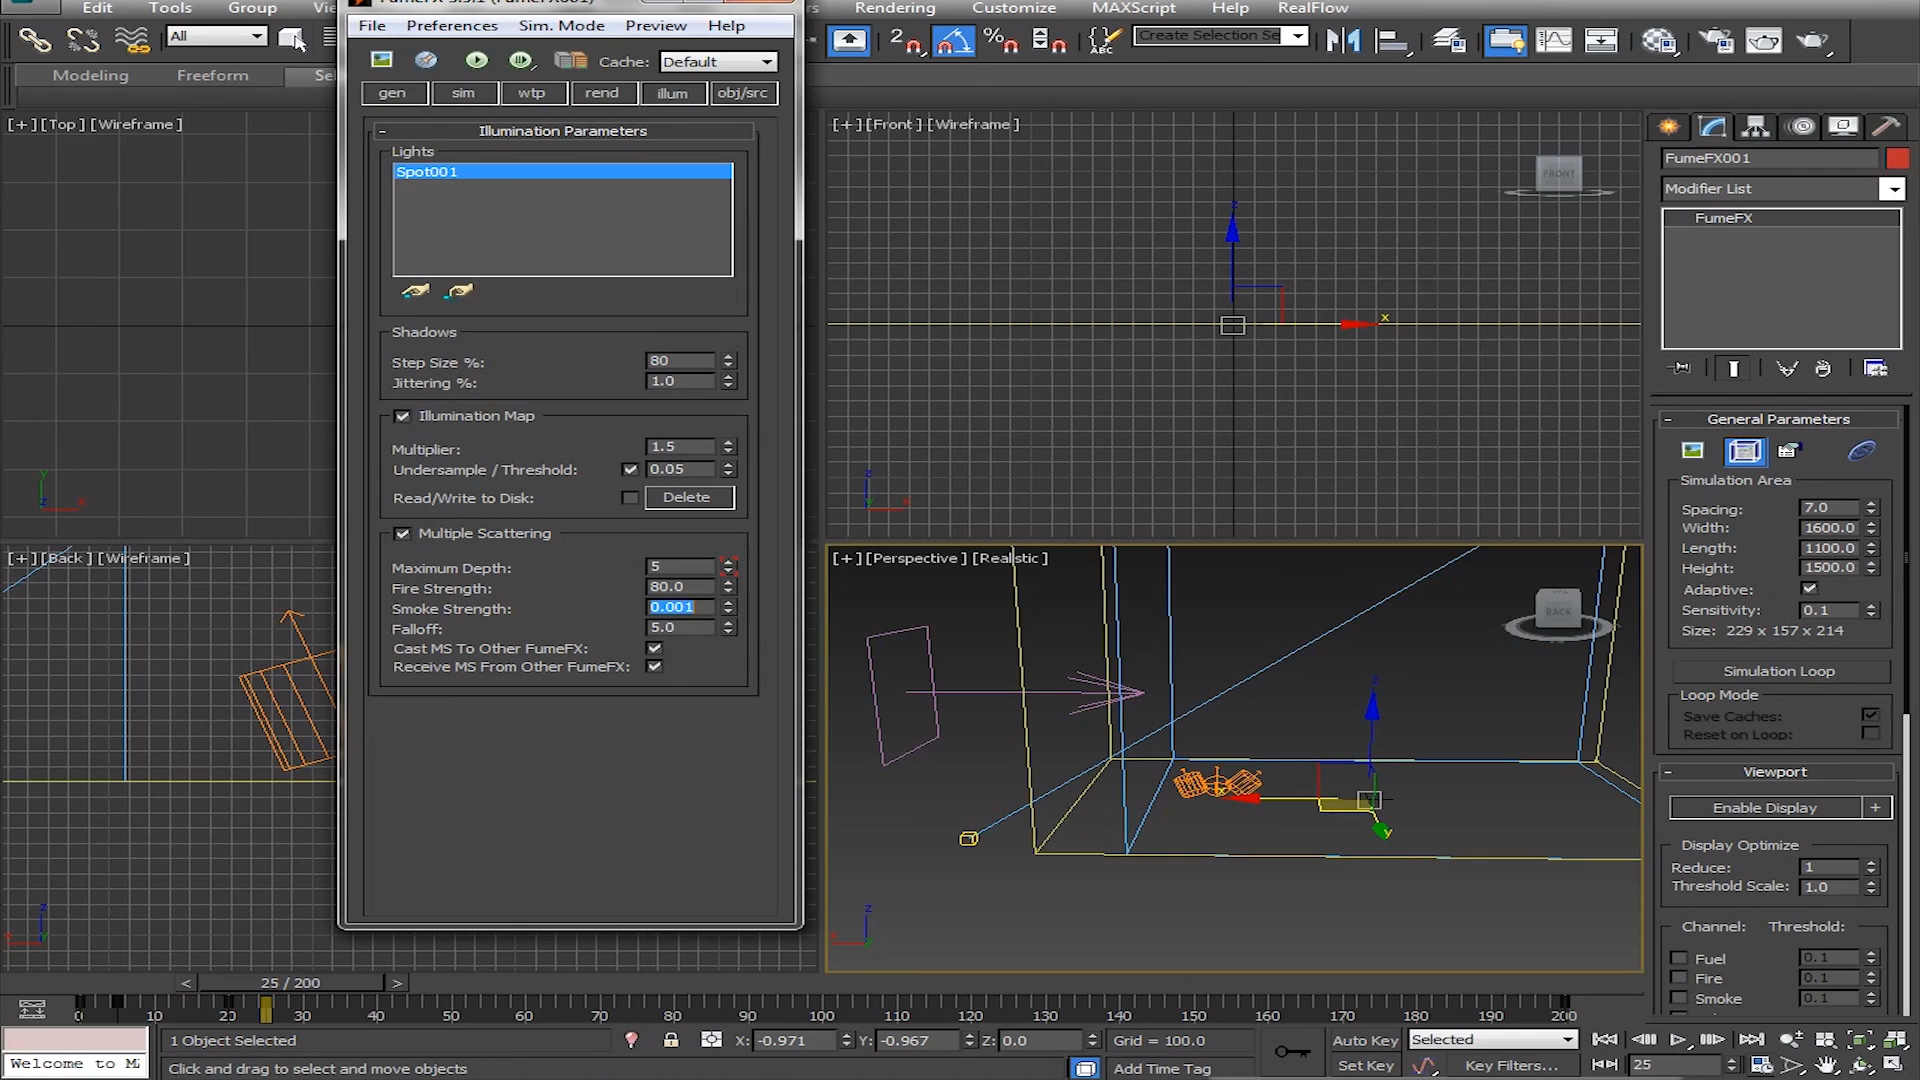 Edit Tools Group
Rendering Customize MAXScript Help RealFlow
File Preferences Sim. Mode Preview Help
All
2
%
ABC
Create Selection Se
Cache: Default
Modeling Freeform
gen sim wtp rend illum obj/src
[+][Top][Wireframe]
Illumination Parameters
Lights
Spot001
Shadows
Step Size %: 80
Jittering %: 1.0
Illumination Map
Multiplier: 1.5
Undersample / Threshold: 0.05
Read/Write to Disk: Delete
Multiple Scattering
Maximum Depth: 5
Fire Strength: 80.0
Smoke Strength: 0.001
Falloff: 5.0
Cast MS To Other FumeFX:
Receive MS From Other FumeFX:
[+][Front][Wireframe]
FRONT
z
x
[+][Back][Wireframe]
[+][Perspective][Realistic]
BACK
z
x
y
FumeFX001
Modifier List
FumeFX
General Parameters
Simulation Area
Spacing: 7.0
Width: 1600.0
Length: 1100.0
Height: 1500.0
Adaptive:
Sensitivity: 0.1
Size: 229 x 157 x 214
Simulation Loop
Loop Mode
Save Caches:
Reset on Loop:
Viewport
Enable Display +
Display Optimize
Reduce: 1
Threshold Scale: 1.0
Channel: Threshold:
Fuel 0.1
Fire 0.1
Smoke 0.1
< 25 / 200 >
0 10 20 30 40 50 60 70 80 90 100 110 120 130 140 150 160 170 180 190 200
1 Object Selected
X: -0.971 Y: -0.967 Z: 0.0
Grid = 100.0
Auto Key Selected
Welcome to M
Click and drag to select and move objects
Add Time Tag
Set Key Key Filters...
25